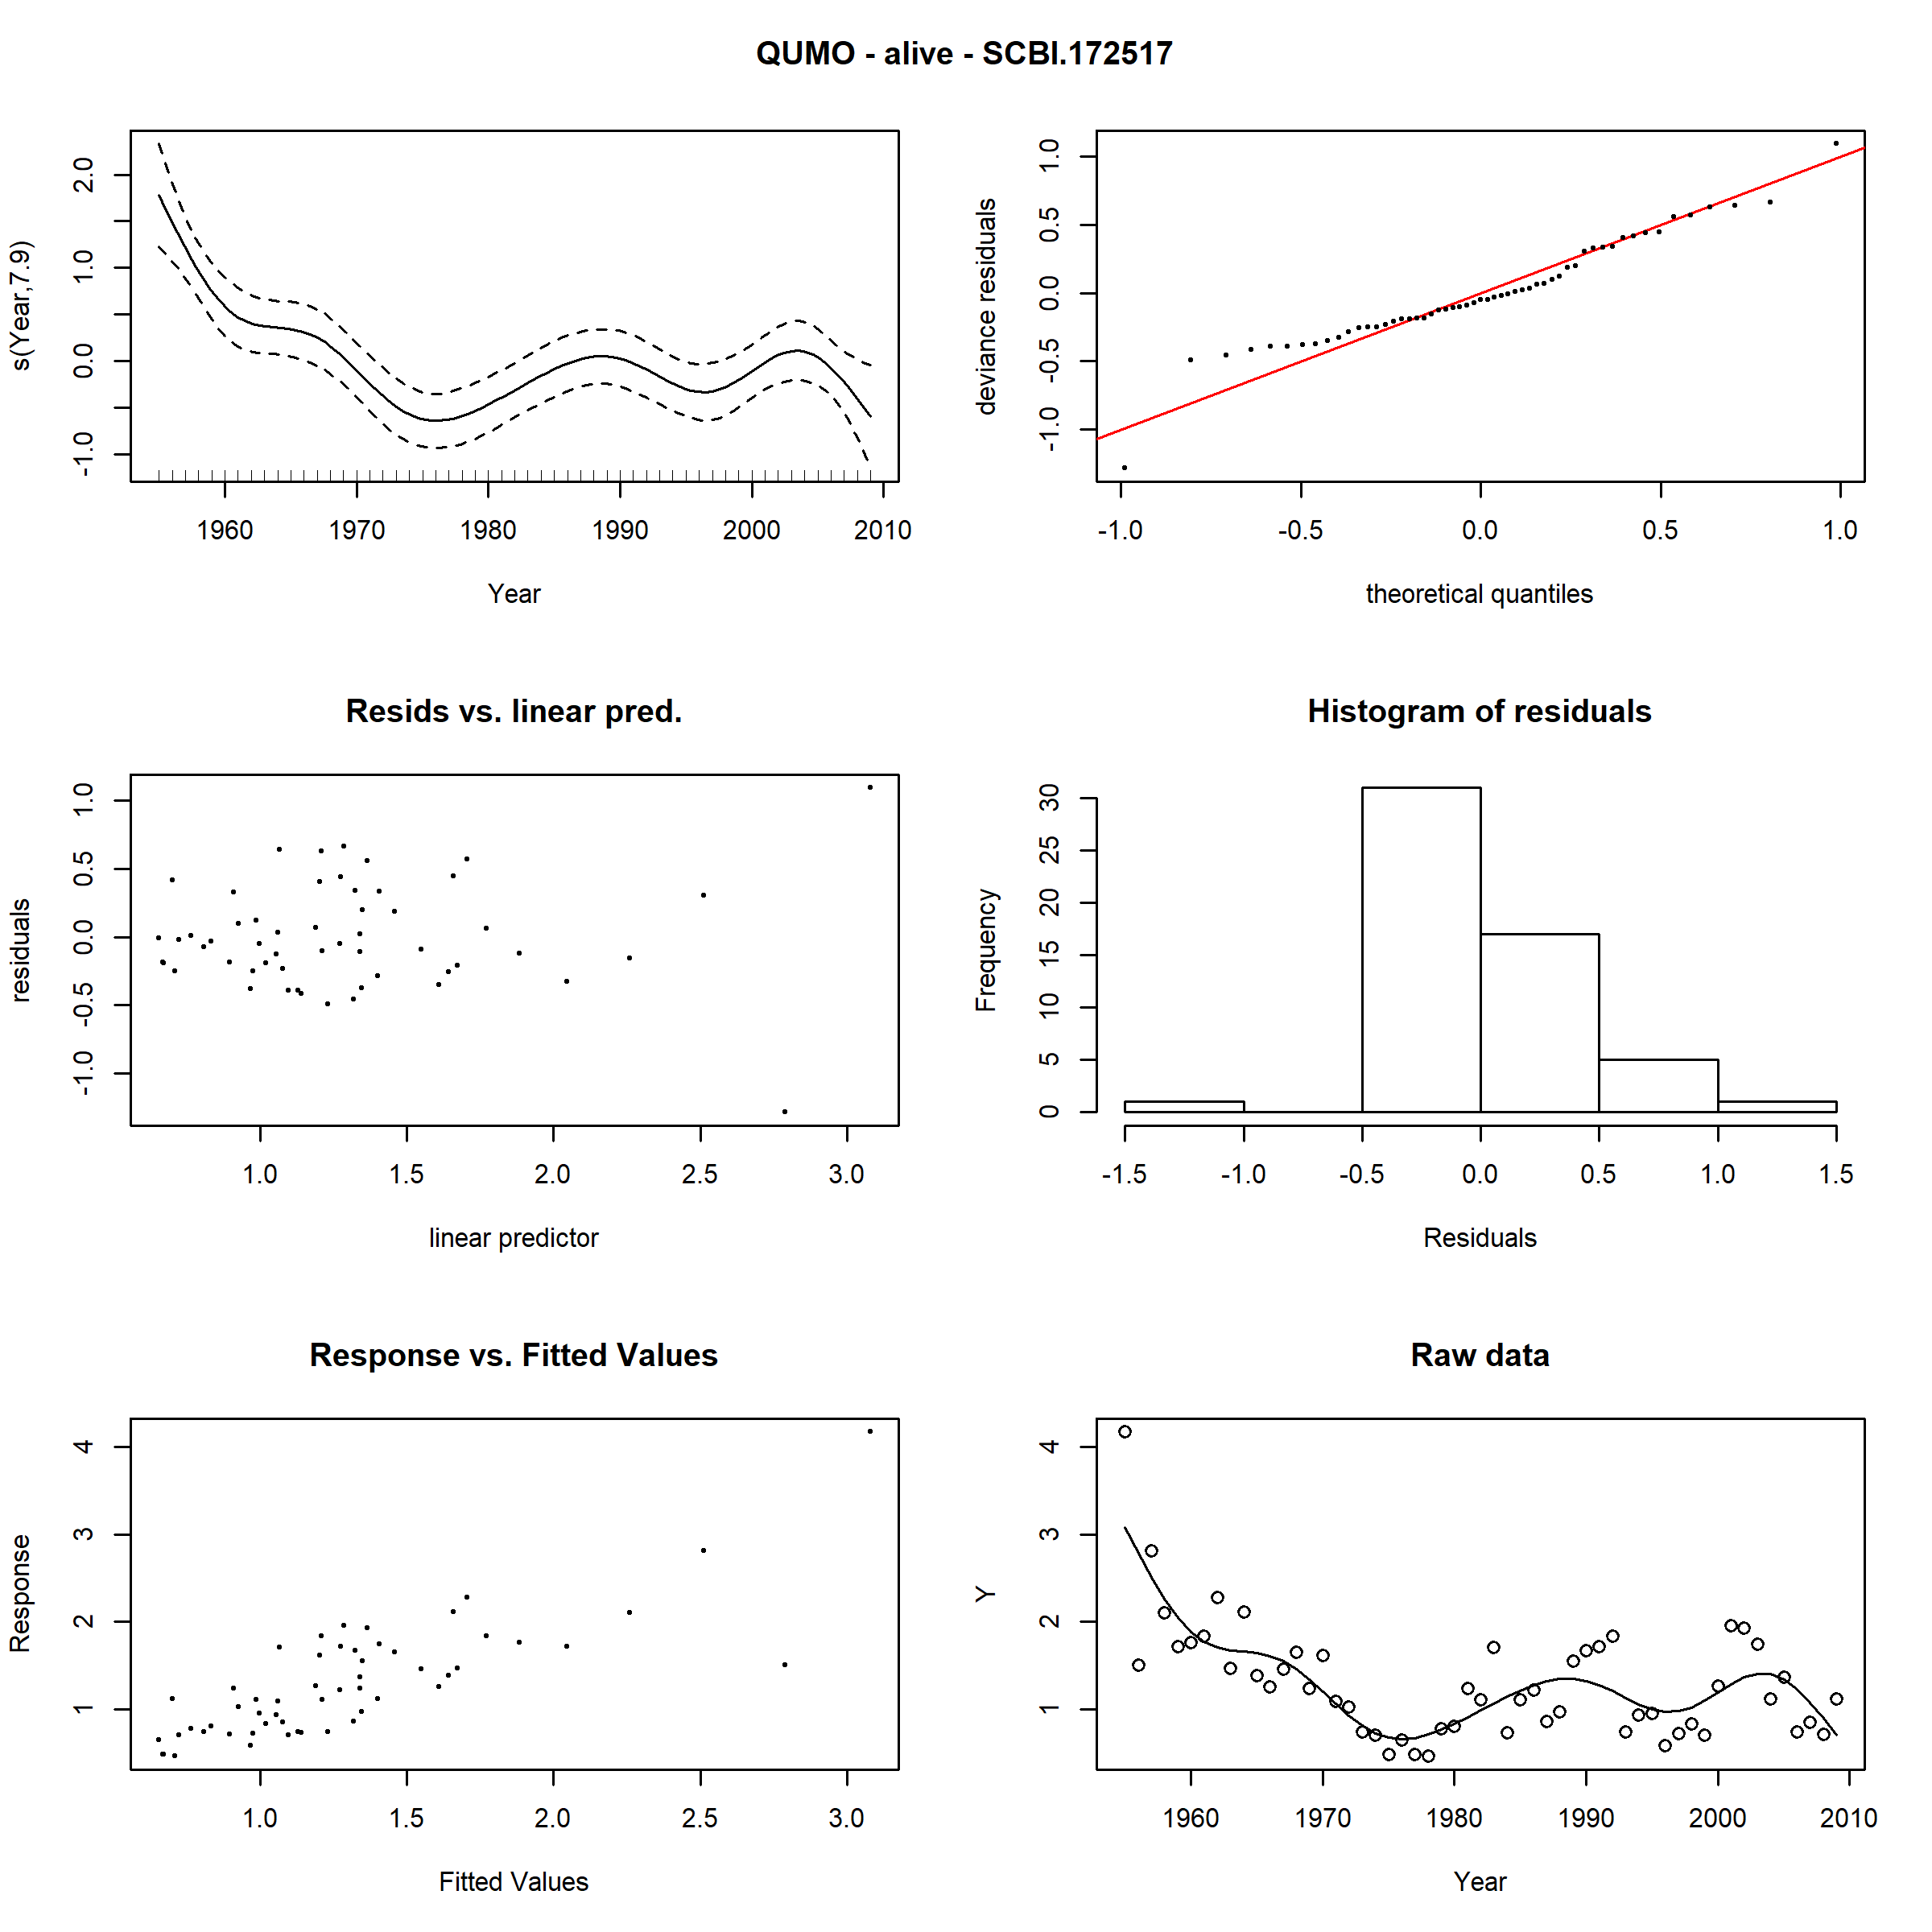 QUMO - alive - SCBI.172517
s(Year,7.9)
2.0
1.0
0.0
-1.0
1960 1970 1980 1990 2000 2010
Year
deviance residuals
1.0
0.5
0.0
-0.5
-1.0
-1.0 -0.5 0.0 0.5 1.0
theoretical quantiles
Resids vs. linear pred.
residuals
1.0
0.5
0.0
-0.5
-1.0
1.0 1.5 2.0 2.5 3.0
linear predictor
Histogram of residuals
Frequency
30
25
20
15
10
5
0
-1.5 -1.0 -0.5 0.0 0.5 1.0 1.5
Residuals
Response vs. Fitted Values
Response
4
3
2
1
1.0 1.5 2.0 2.5 3.0
Fitted Values
Raw data
Y
4
3
2
1
1960 1970 1980 1990 2000 2010
Year